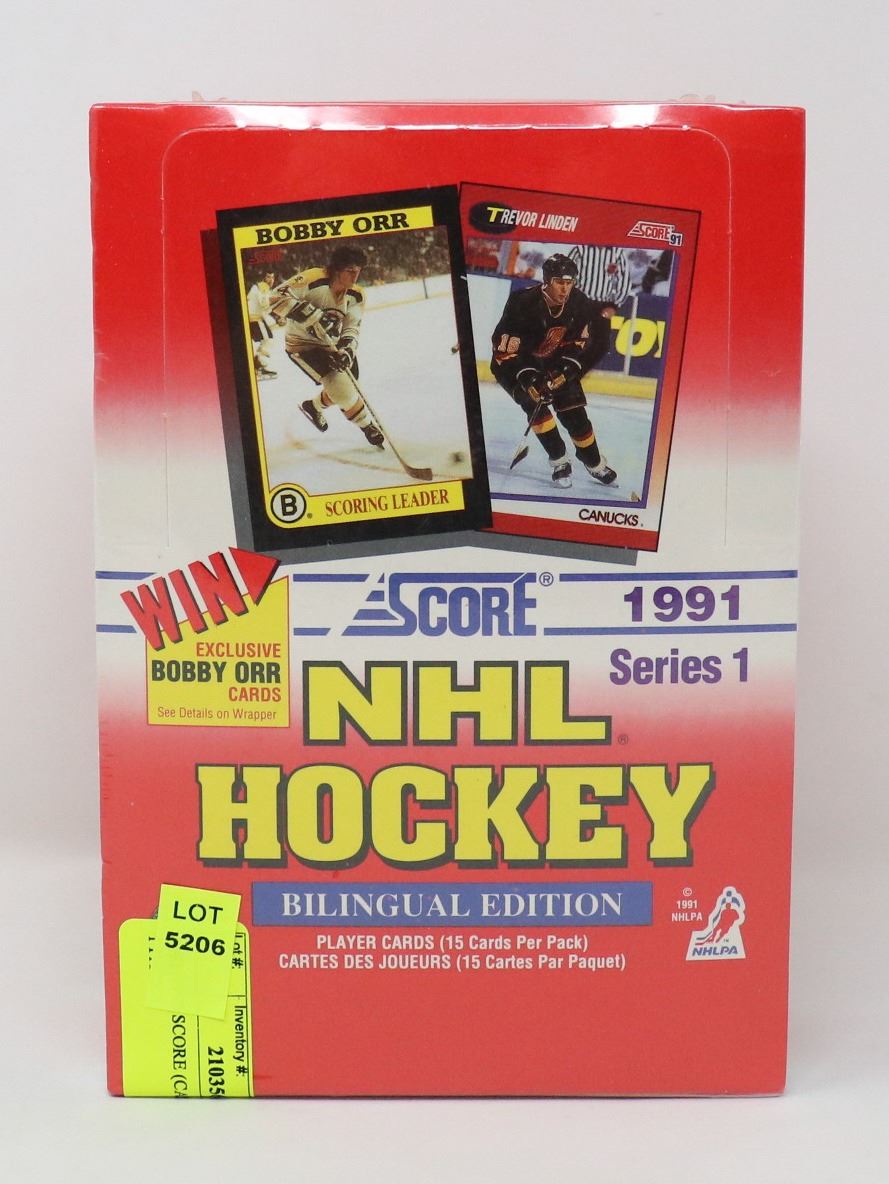 BOBBY ORR
SCORE
B
SCORING LEADER
TREVOR LINDEN
SCORE 91
16
CANUCKS
WIN
EXCLUSIVE
BOBBY ORR
CARDS
See Details on Wrapper
SCORE®
1991
Series 1
NHL®
HOCKEY
BILINGUAL EDITION
PLAYER CARDS (15 Cards Per Pack)
CARTES DES JOUEURS (15 Cartes Par Paquet)
©
1991
NHLPA
NHLPA™
LOT
5206
Inventory #:
SCORE